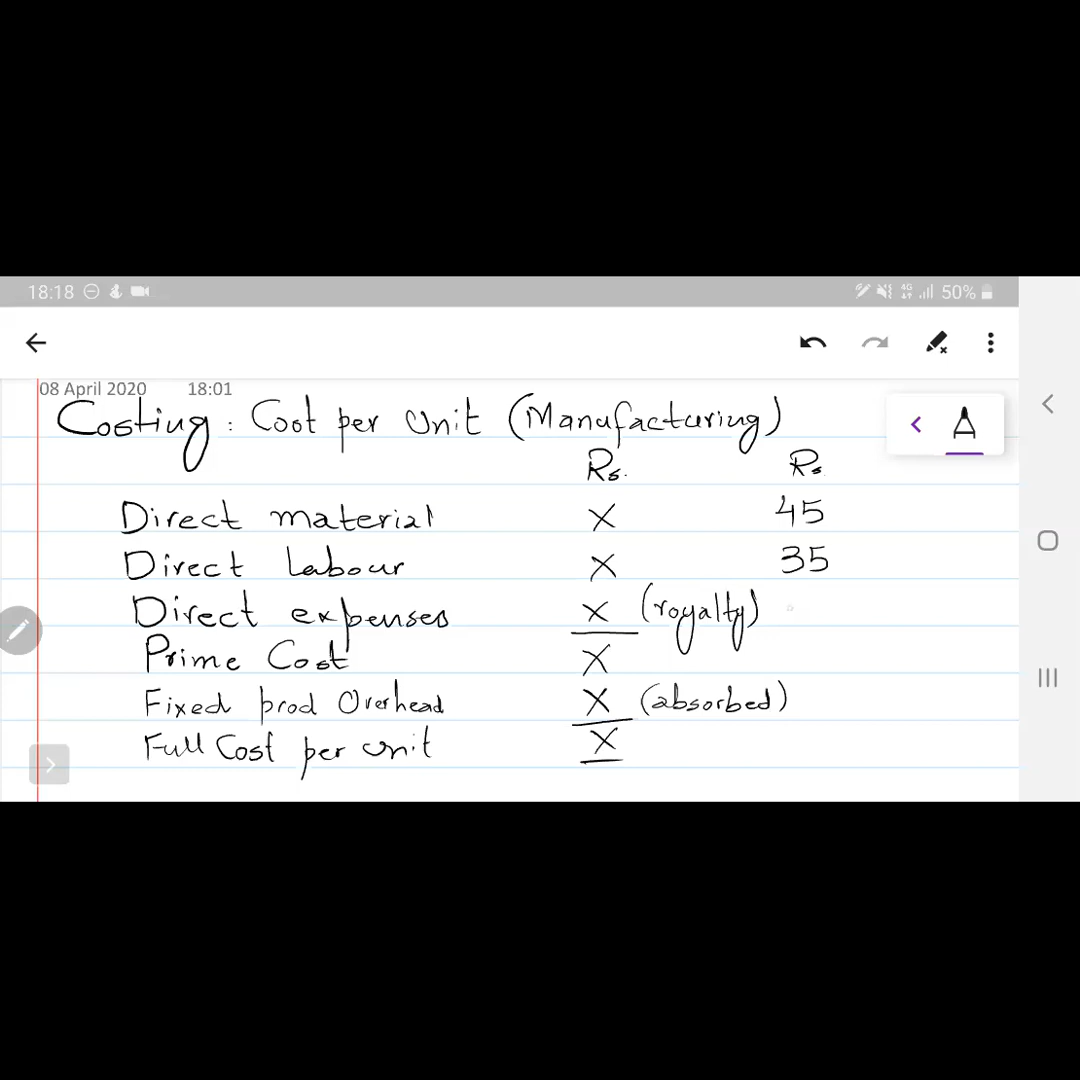 18:18 4G 50%
08 April 2020 18:01
Costing : Cost per Unit (Manufacturing)
Rs. Rs
Direct material X 45
Direct Labour X 35
Direct expenses X (royalty)
Prime Cost X
Fixed prod Overhead X (absorbed)
Full Cost per unit X